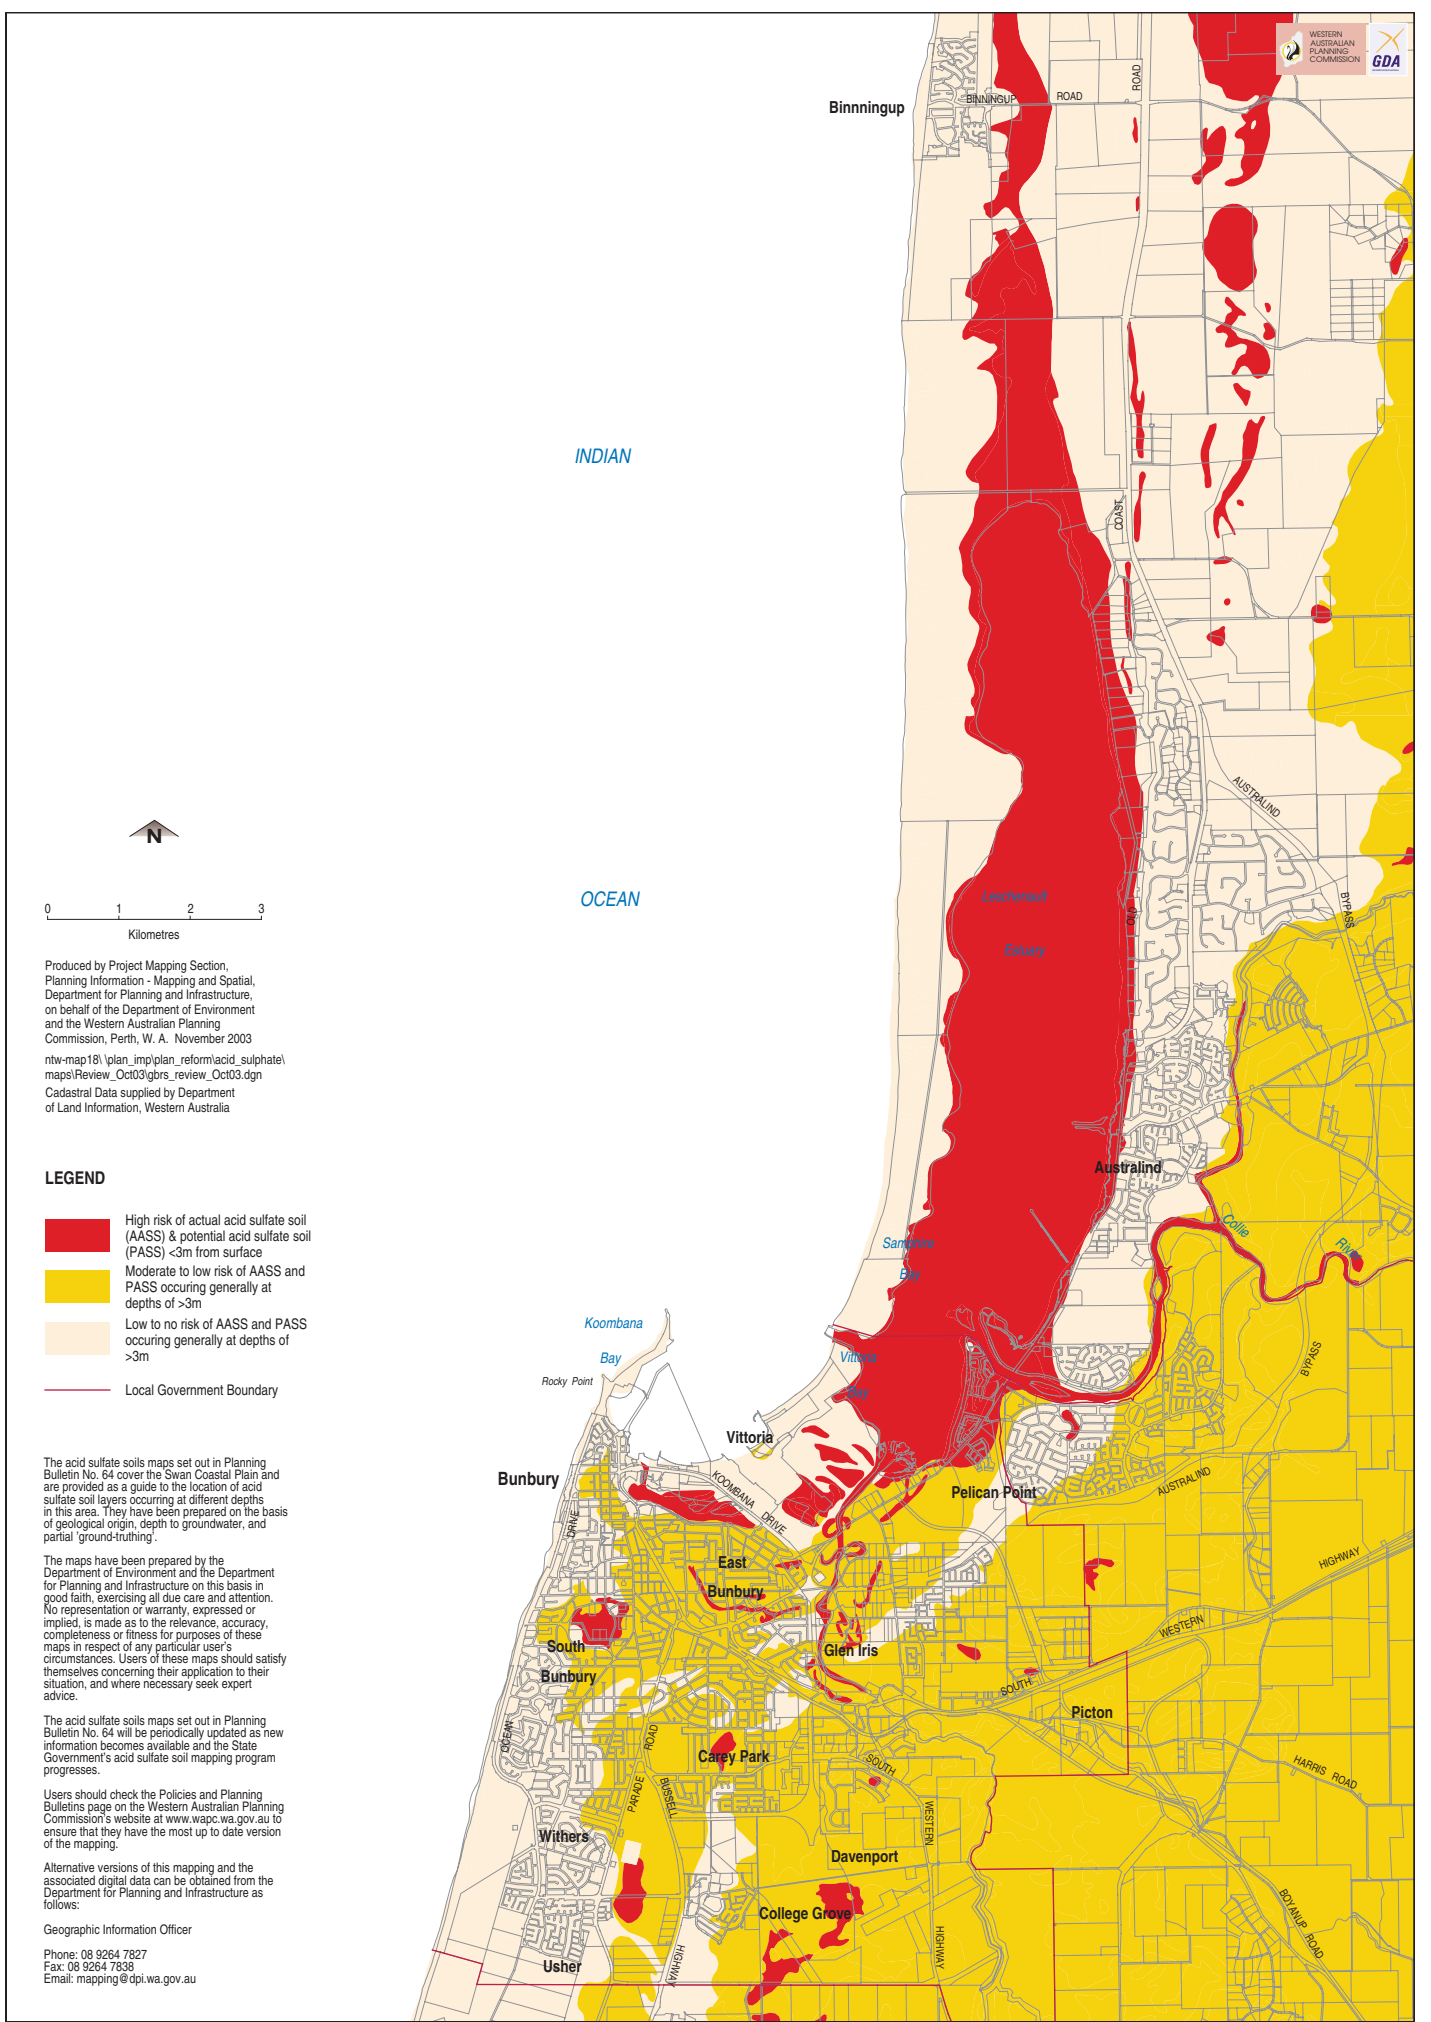 WESTERN
AUSTRALIAN
PLANNING
COMMISSION
GDA
Binnningup
BINNINGUP ROAD
ROAD
INDIAN
COAST
AUSTRALIND
BYPASS
OCEAN
Leschenault
Estuary
OLD
N
0 1 2 3
Kilometres
Produced by Project Mapping Section,
Planning Information - Mapping and Spatial,
Department for Planning and Infrastructure,
on behalf of the Department of Environment
and the Western Australian Planning
Commission, Perth, W. A. November 2003
ntw-map18\ \plan_imp\plan_reform\acid_sulphate\
maps\Review_Oct03\gbrs_review_Oct03.dgn
Cadastral Data supplied by Department
of Land Information, Western Australia
LEGEND
High risk of actual acid sulfate soil
(AASS) & potential acid sulfate soil
(PASS) <3m from surface
Moderate to low risk of AASS and
PASS occuring generally at
depths of >3m
Low to no risk of AASS and PASS
occuring generally at depths of
>3m
Local Government Boundary
Australind
Collie
River
Samphire
Bay
Koombana
Bay
Rocky Point
Vittoria
Bay
BYPASS
Vittoria
Bunbury
KOOMBANA
DRIVE
Pelican Point
AUSTRALIND
DRIVE
HIGHWAY
East
Bunbury
WESTERN
South
Bunbury
Glen Iris
SOUTH
Picton
OCEAN
ROAD
Carey Park
SOUTH
HARRIS ROAD
PARADE
BUSSELL
WESTERN
Withers
Davenport
College Grove
BOYANUP ROAD
HIGHWAY
HIGHWAY
Usher
The acid sulfate soils maps set out in Planning
Bulletin No. 64 cover the Swan Coastal Plain and
are provided as a guide to the location of acid
sulfate soil layers occurring at different depths
in this area. They have been prepared on the basis
of geological origin, depth to groundwater, and
partial 'ground-truthing'.
The maps have been prepared by the
Department of Environment and the Department
for Planning and Infrastructure on this basis in
good faith, exercising all due care and attention.
No representation or warranty, expressed or
implied, is made as to the relevance, accuracy,
completeness or fitness for purposes of these
maps in respect of any particular user's
circumstances. Users of these maps should satisfy
themselves concerning their application to their
situation, and where necessary seek expert
advice.
The acid sulfate soils maps set out in Planning
Bulletin No. 64 will be periodically updated as new
information becomes available and the State
Government's acid sulfate soil mapping program
progresses.
Users should check the Policies and Planning
Bulletins page on the Western Australian Planning
Commission's website at www.wapc.wa.gov.au to
ensure that they have the most up to date version
of the mapping.
Alternative versions of this mapping and the
associated digital data can be obtained from the
Department for Planning and Infrastructure as
follows:
Geographic Information Officer
Phone: 08 9264 7827
Fax: 08 9264 7838
Email: mapping@dpi.wa.gov.au